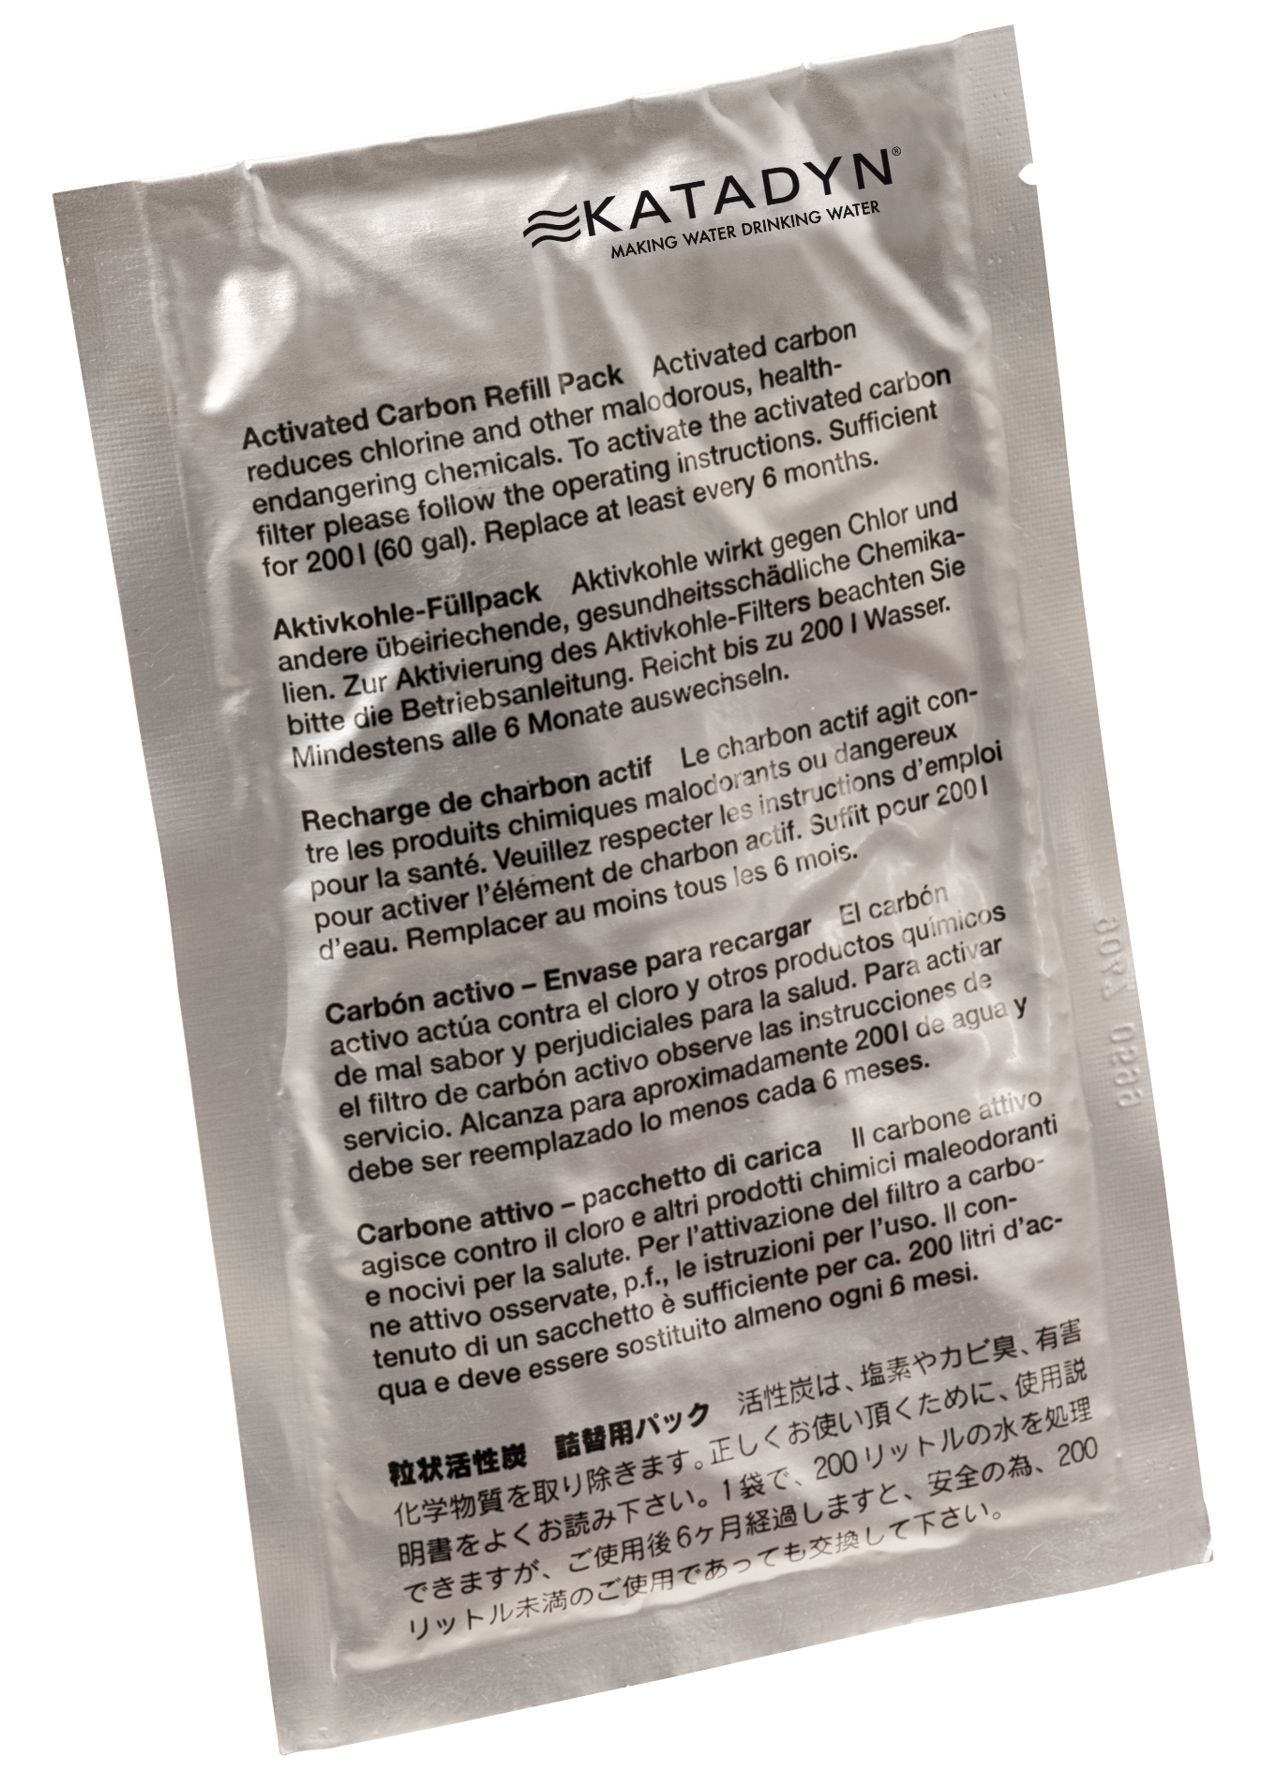 KATADYN®
MAKING WATER DRINKING WATER
Activated Carbon Refill Pack Activated carbon
reduces chlorine and other malodorous, health-
endangering chemicals. To activate the activated carbon
filter please follow the operating instructions. Sufficient
for 200 l (60 gal). Replace at least every 6 months.
Aktivkohle-Füllpack Aktivkohle wirkt gegen Chlor und
andere übelriechende, gesundheitsschädliche Chemika-
lien. Zur Aktivierung des Aktivkohle-Filters beachten Sie
bitte die Betriebsanleitung. Reicht bis zu 200 l Wasser.
Mindestens alle 6 Monate auswechseln.
Recharge de charbon actif Le charbon actif agit con-
tre les produits chimiques malodorants ou dangereux
pour la santé. Veuillez respecter les instructions d'emploi
pour activer l'élément de charbon actif. Suffit pour 200 l
d'eau. Remplacer au moins tous les 6 mois.
Carbón activo – Envase para recargar El carbón
activo actúa contra el cloro y otros productos químicos
de mal sabor y perjudiciales para la salud. Para activar
el filtro de carbón activo observe las instrucciones de
servicio. Alcanza para aproximadamente 200 l de agua y
debe ser reemplazado lo menos cada 6 meses.
Carbone attivo – pacchetto di carica Il carbone attivo
agisce contro il cloro e altri prodotti chimici maleodoranti
e nocivi per la salute. Per l'attivazione del filtro a carbo-
ne attivo osservate, p.f., le istruzioni per l'uso. Il con-
tenuto di un sacchetto è sufficiente per ca. 200 litri d'ac-
qua e deve essere sostituito almeno ogni 6 mesi.
粒状活性炭 詰替用パック 活性炭は、塩素やカビ臭、有害
化学物質を取り除きます。正しくお使い頂くために、使用説
明書をよくお読み下さい。1袋で、200リットルの水を処理
できますが、ご使用後6ヶ月経過しますと、安全の為、200
リットル未満のご使用であっても交換して下さい。